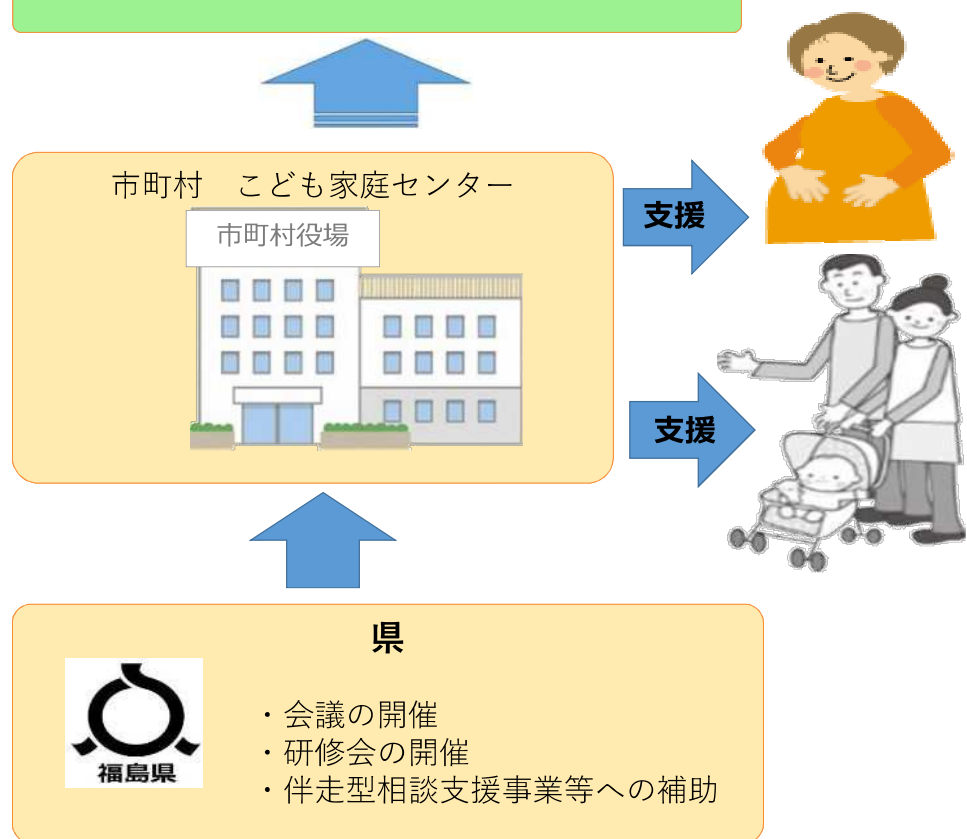 市町村　こども家庭センター
市町村役場
支援
支援
県
福島県
・会議の開催
・研修会の開催
・伴走型相談支援事業等への補助